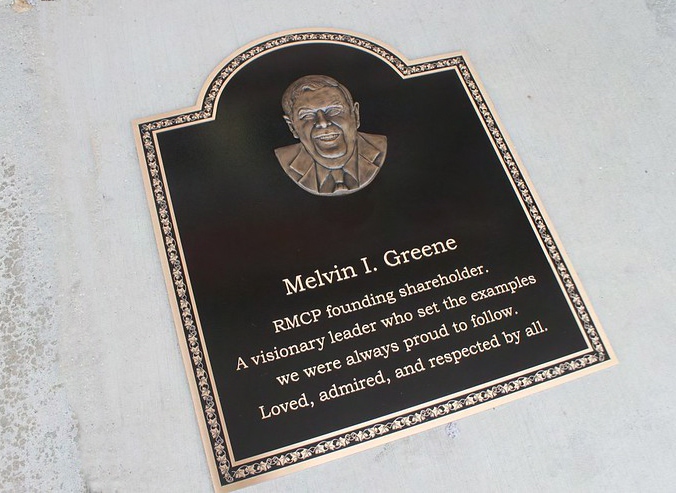 Melvin I. Greene
RMCP founding shareholder.
A visionary leader who set the examples
we were always proud to follow.
Loved, admired, and respected by all.